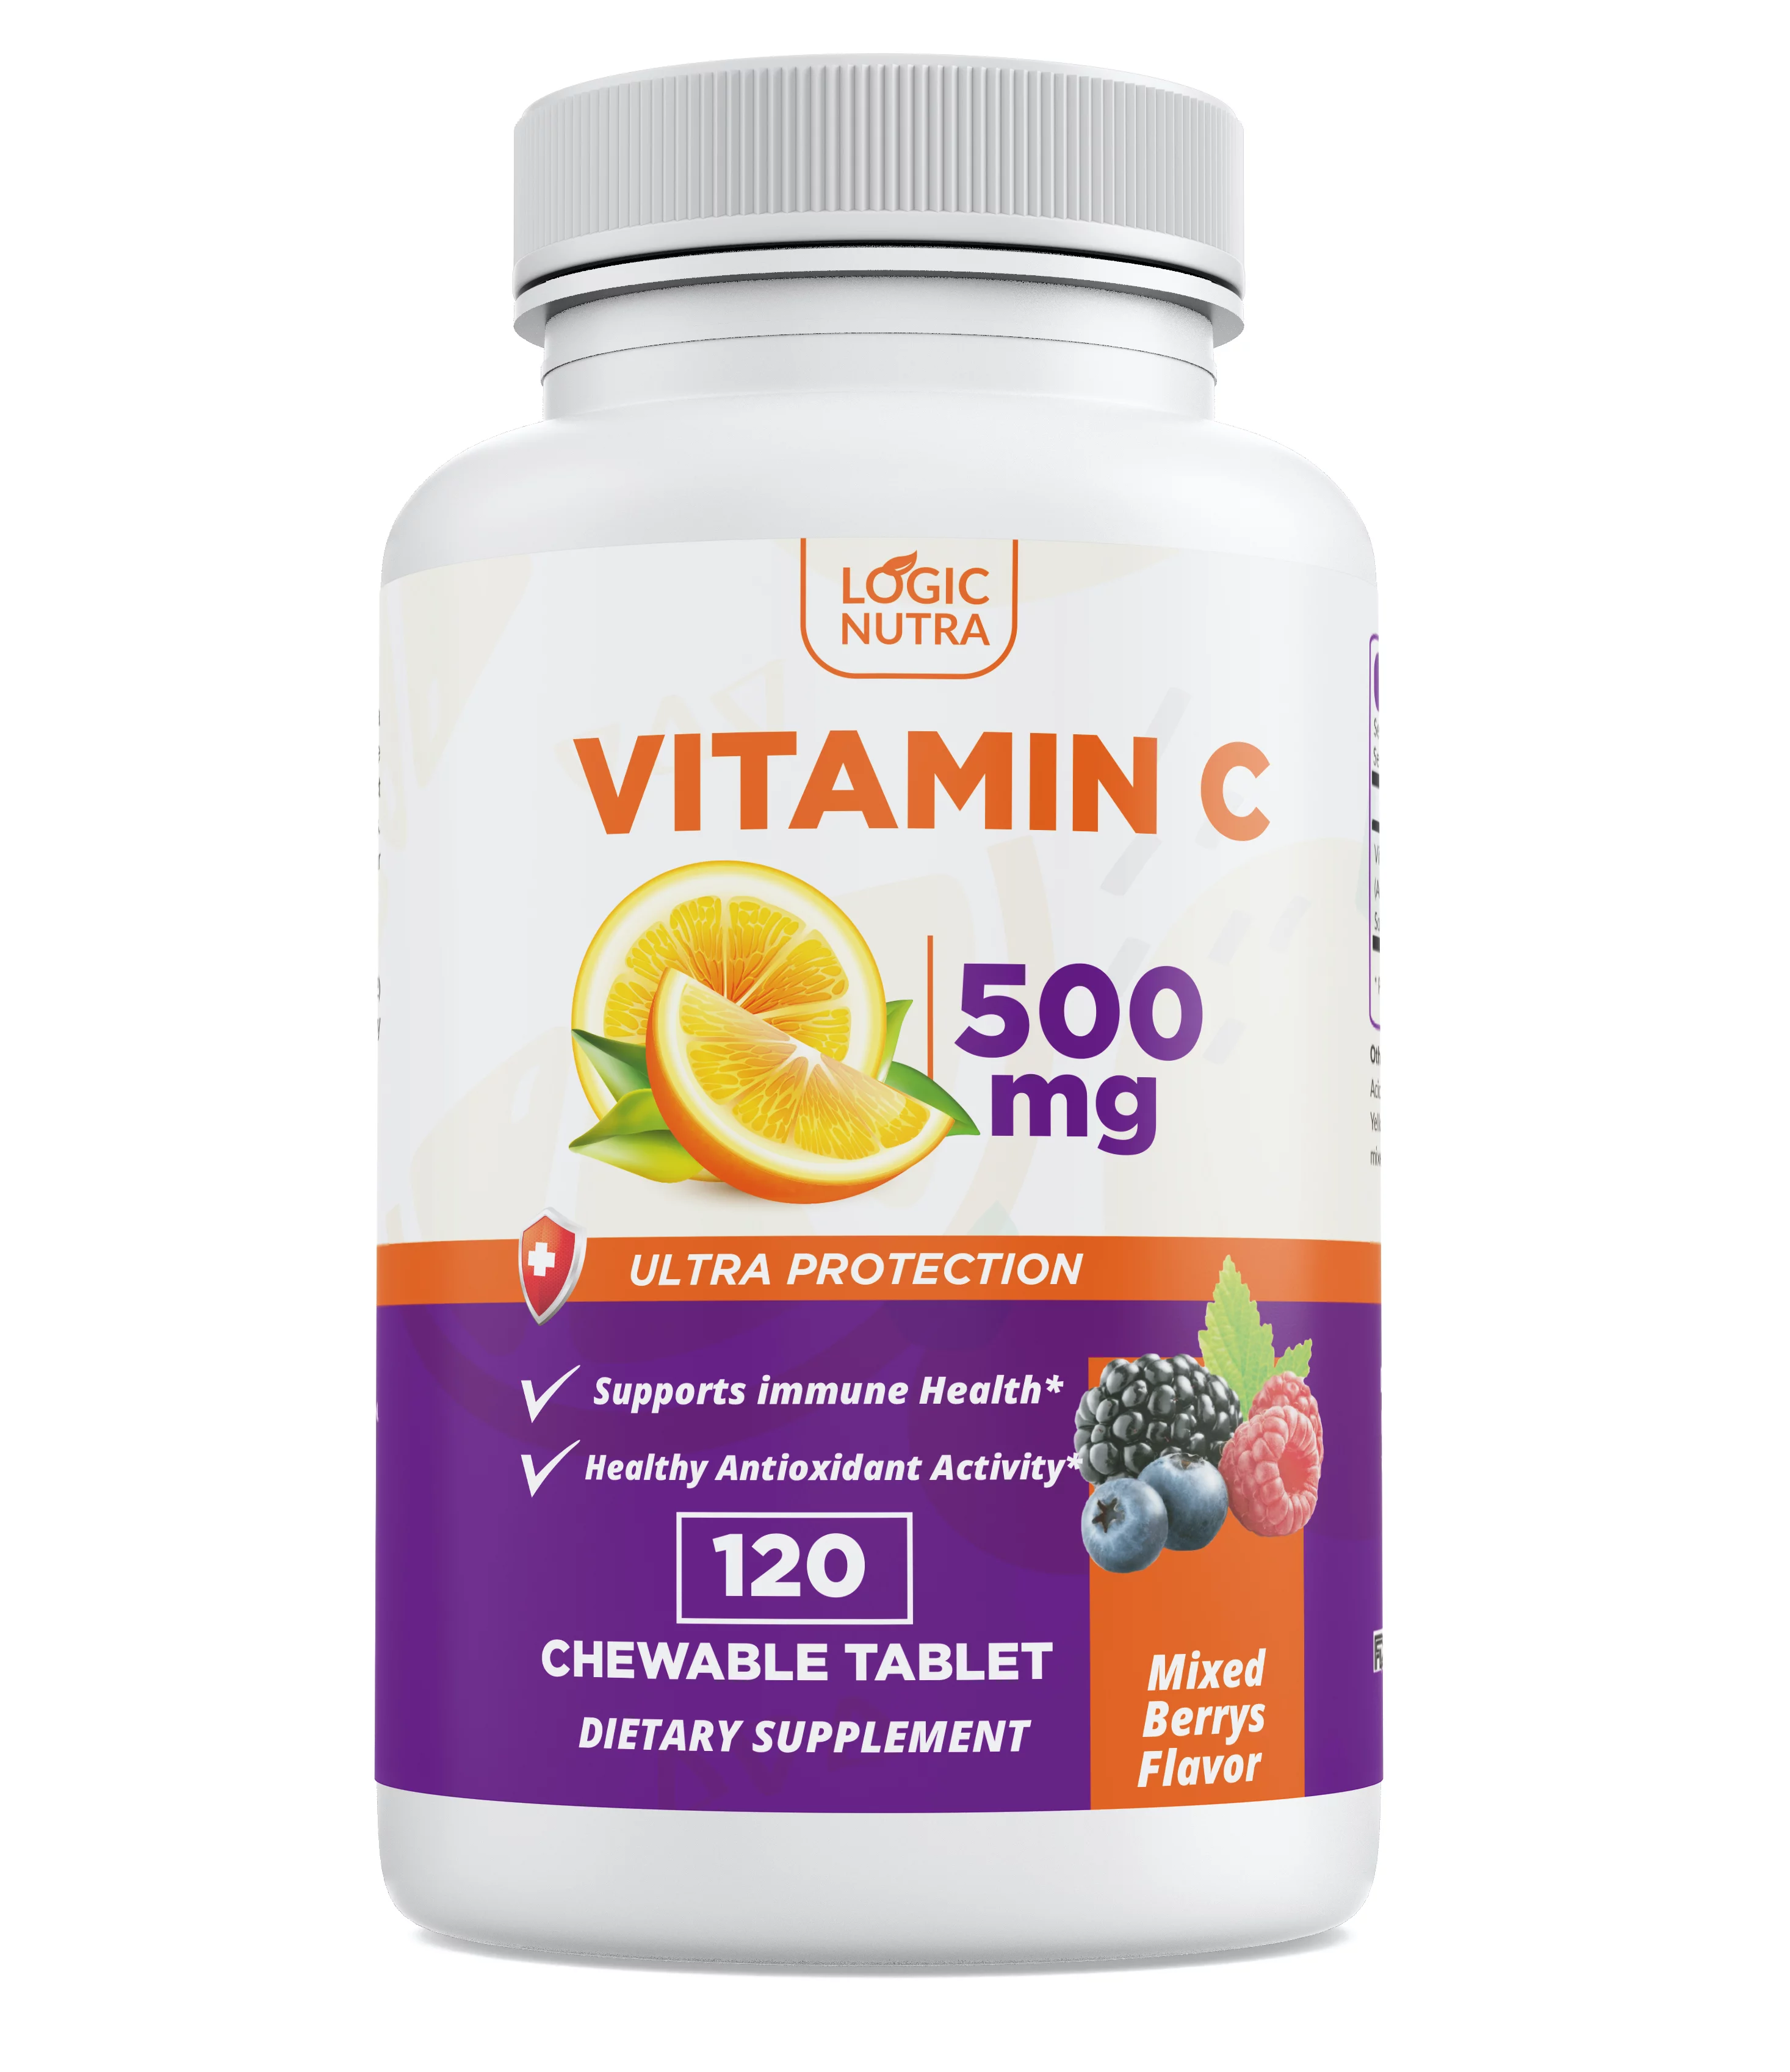 LOGIC
NUTRA
VITAMIN C
500
mg
ULTRA PROTECTION
Supports immune Health*
Healthy Antioxidant Activity*
120
CHEWABLE TABLET
DIETARY SUPPLEMENT
Mixed
Berrys
Flavor